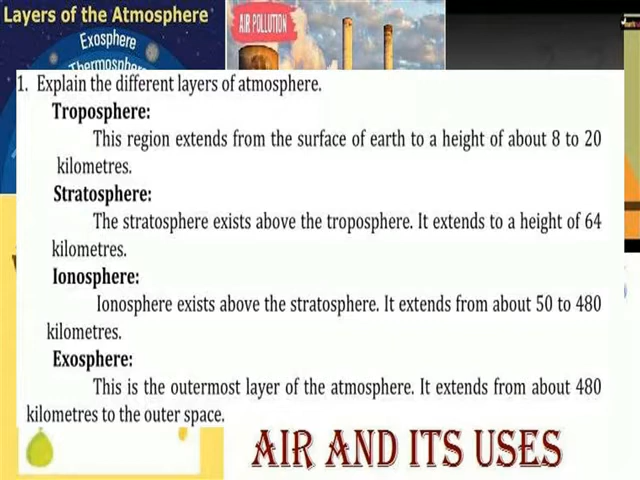 Layers of the Atmosphere
AIR POLLUTION
Exosphere
Thermosphere
1. Explain the different layers of atmosphere.
Troposphere:
This region extends from the surface of earth to a height of about 8 to 20
kilometres.
Stratosphere:
The stratosphere exists above the troposphere. It extends to a height of 64
kilometres.
Ionosphere:
Ionosphere exists above the stratosphere. It extends from about 50 to 480
kilometres.
Exosphere:
This is the outermost layer of the atmosphere. It extends from about 480
kilometres to the outer space.
AIR AND ITS USES